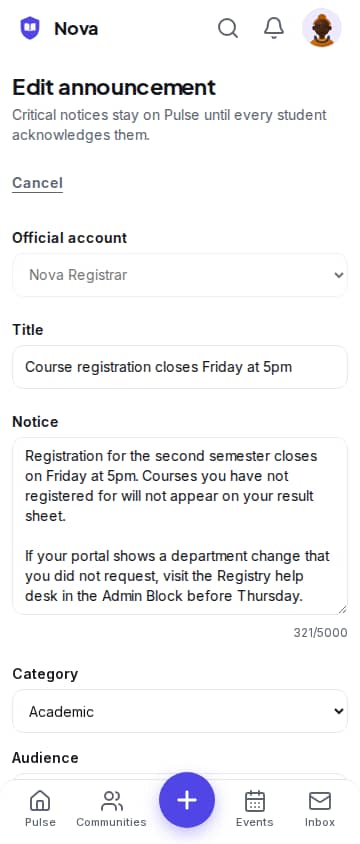 Nova
Edit announcement
Critical notices stay on Pulse until every student
acknowledges them.
Cancel
Official account
Nova Registrar
Title
Course registration closes Friday at 5pm
Notice
Registration for the second semester closes
on Friday at 5pm. Courses you have not
registered for will not appear on your result
sheet.
If your portal shows a department change that
you did not request, visit the Registry help
desk in the Admin Block before Thursday.
321/5000
Category
Academic
Audience
Pulse
Communities
Events
Inbox